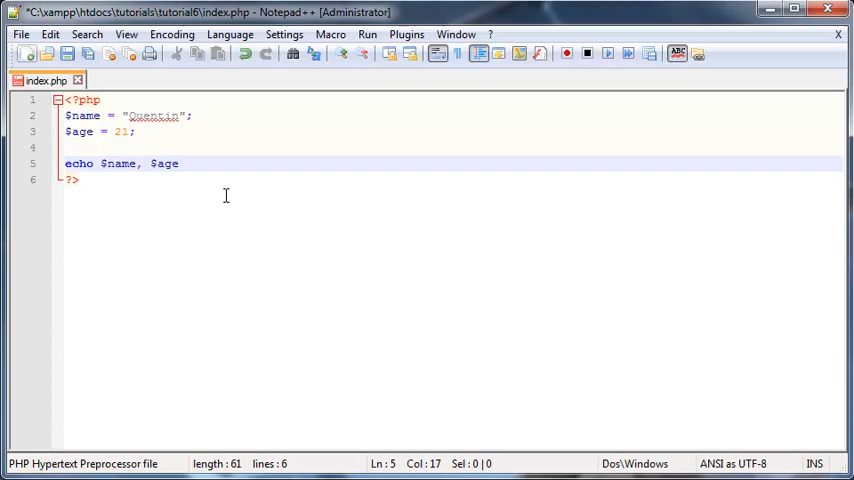 *C:\xampp\htdocs\tutorials\tutorial6\index.php - Notepad++ [Administrator]
File Edit Search View Encoding Language Settings Macro Run Plugins Window ? X
ABC
index.php
1 <?php
2 $name = "Quentin";
3 $age = 21;
4
5 echo $name, $age
6 ?>
PHP Hypertext Preprocessor file length : 61 lines : 6 Ln : 5 Col : 17 Sel : 0 | 0 Dos\Windows ANSI as UTF-8 INS